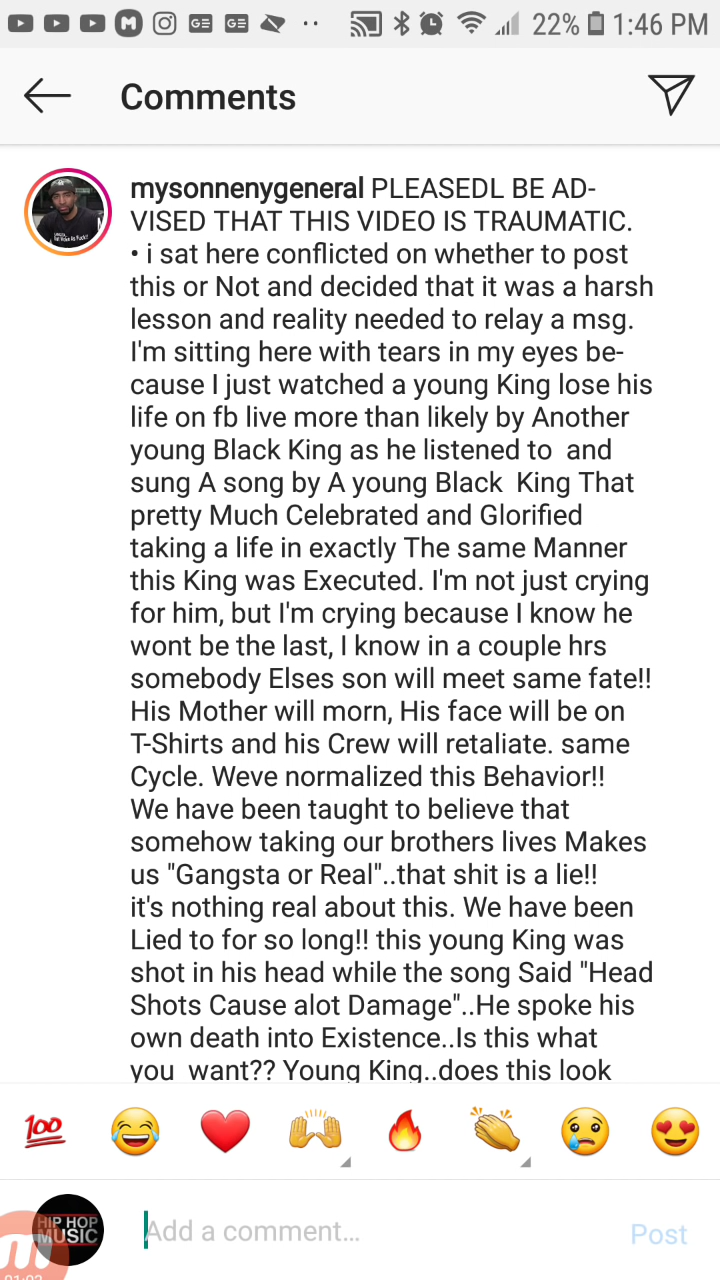 22% 1:46 PM
Comments
mysonnenygeneral PLEASEDL BE AD-
VISED THAT THIS VIDEO IS TRAUMATIC.
• i sat here conflicted on whether to post
this or Not and decided that it was a harsh
lesson and reality needed to relay a msg.
I'm sitting here with tears in my eyes be-
cause I just watched a young King lose his
life on fb live more than likely by Another
young Black King as he listened to  and
sung A song by A young Black  King That
pretty Much Celebrated and Glorified
taking a life in exactly The same Manner
this King was Executed. I'm not just crying
for him, but I'm crying because I know he
wont be the last, I know in a couple hrs
somebody Elses son will meet same fate!!
His Mother will morn, His face will be on
T-Shirts and his Crew will retaliate. same
Cycle. Weve normalized this Behavior!!
We have been taught to believe that
somehow taking our brothers lives Makes
us "Gangsta or Real"..that shit is a lie!!
it's nothing real about this. We have been
Lied to for so long!! this young King was
shot in his head while the song Said "Head
Shots Cause alot Damage"..He spoke his
own death into Existence..Is this what
you  want?? Young King..does this look
100
HIP HOP
MUSIC
Add a comment...
Post